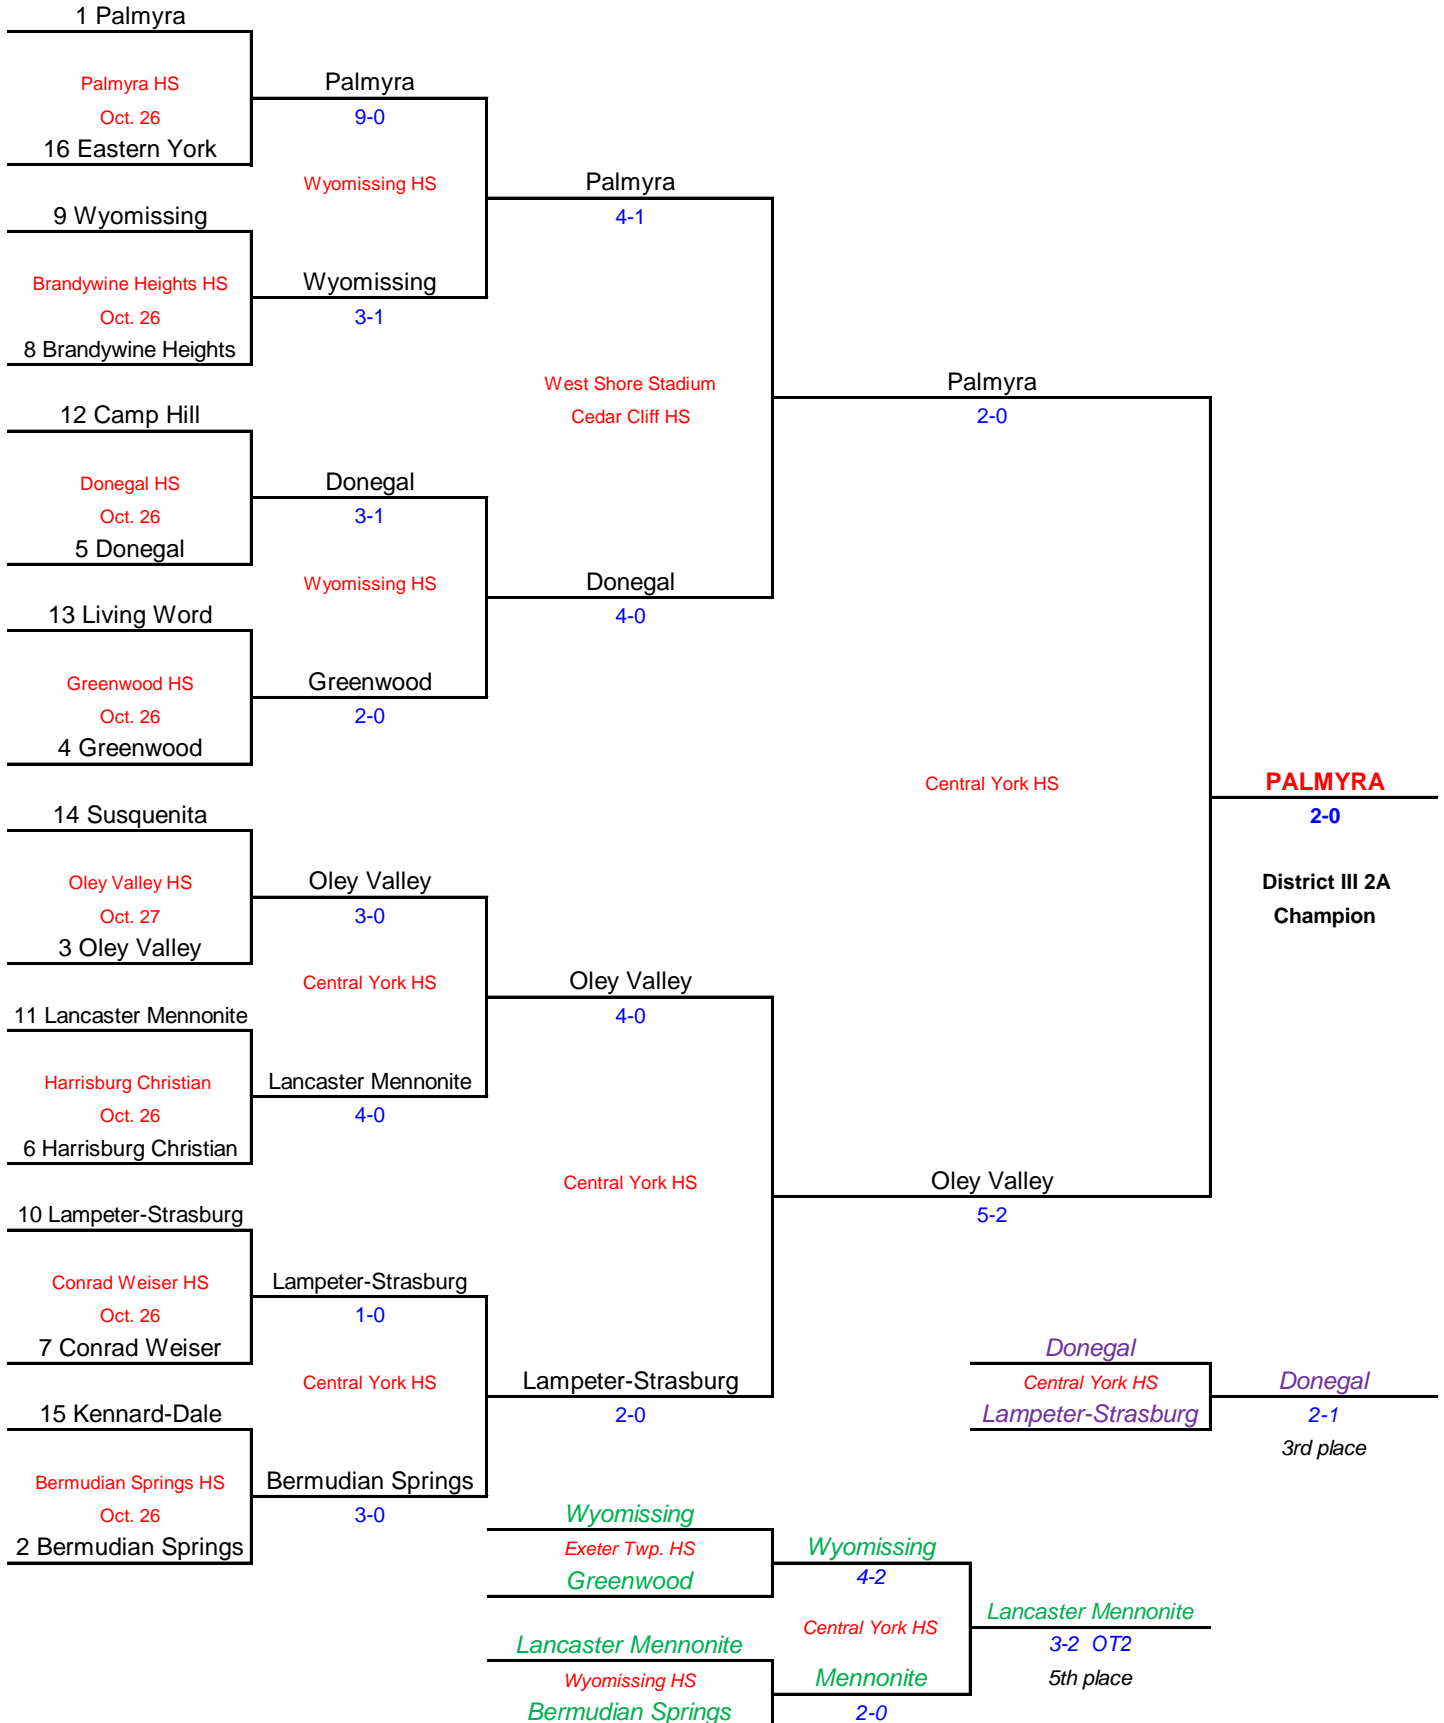 1 Palmyra
Palmyra HS
Oct. 26
16 Eastern York
9 Wyomissing
Brandywine Heights HS
Oct. 26
8 Brandywine Heights
12 Camp Hill
Donegal HS
Oct. 26
5 Donegal
13 Living Word
Greenwood HS
Oct. 26
4 Greenwood
14 Susquenita
Oley Valley HS
Oct. 27
3 Oley Valley
11 Lancaster Mennonite
Harrisburg Christian
Oct. 26
6 Harrisburg Christian
10 Lampeter-Strasburg
Conrad Weiser HS
Oct. 26
7 Conrad Weiser
15 Kennard-Dale
Bermudian Springs HS
Oct. 26
2 Bermudian Springs
Palmyra
9-0
Wyomissing HS
Wyomissing
3-1
Donegal
3-1
Wyomissing HS
Greenwood
2-0
Oley Valley
3-0
Central York HS
Lancaster Mennonite
4-0
Lampeter-Strasburg
1-0
Central York HS
Bermudian Springs
3-0
Palmyra
4-1
West Shore Stadium
Cedar Cliff HS
Donegal
4-0
Oley Valley
4-0
Central York HS
Lampeter-Strasburg
2-0
Palmyra
2-0
Central York HS
Oley Valley
5-2
PALMYRA
2-0
District III 2A
Champion
Donegal
Central York HS
Lampeter-Strasburg
Donegal
2-1
3rd place
Wyomissing
Exeter Twp. HS
Greenwood
Lancaster Mennonite
Wyomissing HS
Bermudian Springs
Wyomissing
4-2
Central York HS
Mennonite
2-0
Lancaster Mennonite
3-2 OT2
5th place